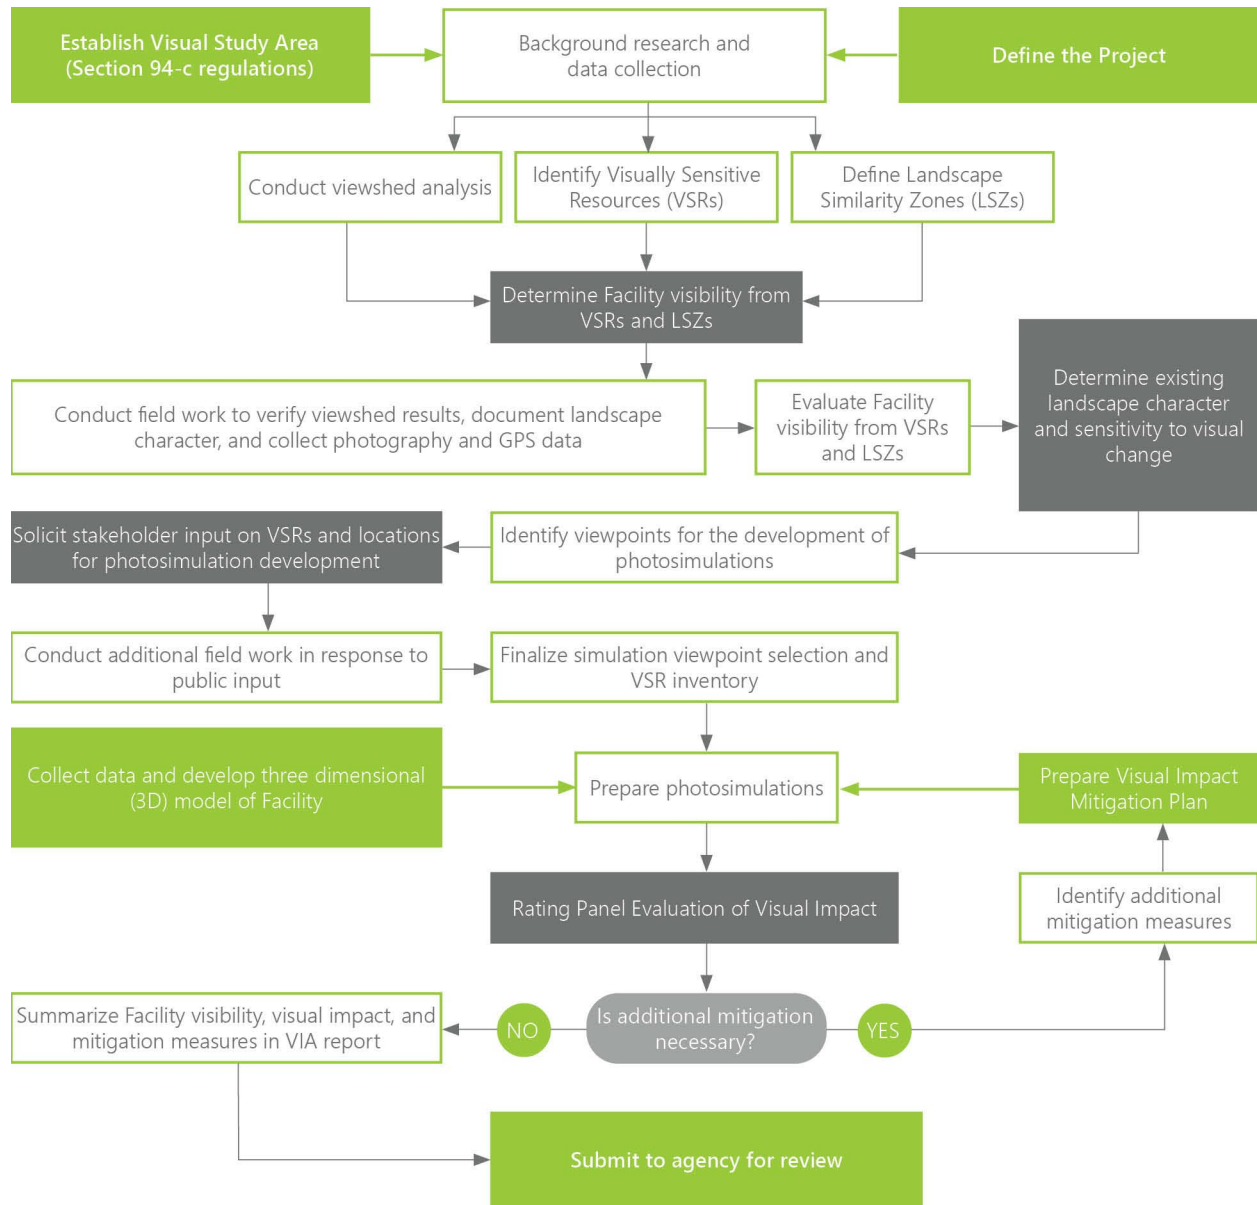 Establish Visual Study Area
(Section 94-c regulations)
Background research and
data collection
Define the Project
Conduct viewshed analysis
Identify Visually Sensitive
Resources (VSRs)
Define Landscape
Similarity Zones (LSZs)
Determine Facility visibility from
VSRs and LSZs
Conduct field work to verify viewshed results, document landscape
character, and collect photography and GPS data
Evaluate Facility
visibility from VSRs
and LSZs
Determine existing
landscape character
and sensitivity to visual
change
Solicit stakeholder input on VSRs and locations
for photosimulation development
Identify viewpoints for the development of
photosimulations
Conduct additional field work in response to
public input
Finalize simulation viewpoint selection and
VSR inventory
Collect data and develop three dimensional
(3D) model of Facility
Prepare photosimulations
Prepare Visual Impact
Mitigation Plan
Rating Panel Evaluation of Visual Impact
Identify additional
mitigation measures
Summarize Facility visibility, visual impact, and
mitigation measures in VIA report
NO
Is additional mitigation
necessary?
YES
Submit to agency for review